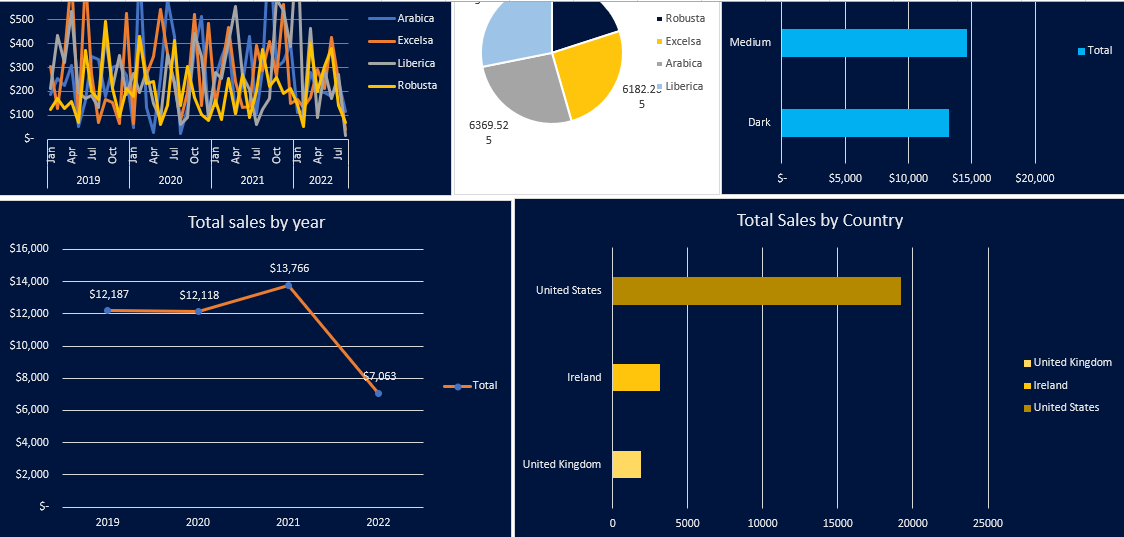 $500
$400
$300
$200
$100
$-
Jan
Apr
Jul
Oct
Jan
Apr
Jul
Oct
Jan
Apr
Jul
Oct
Jan
Apr
Jul
2019
2020
2021
2022
Arabica
Excelsa
Liberica
Robusta
6182.25
5
6369.52
5
Robusta
Excelsa
Arabica
Liberica
Medium
Dark
$-
$5,000
$10,000
$15,000
$20,000
Total
Total sales by year
$16,000
$14,000
$12,000
$10,000
$8,000
$6,000
$4,000
$2,000
$-
$12,187
$12,118
$13,766
$7,063
2019
2020
2021
2022
Total
Total Sales by Country
United States
Ireland
United Kingdom
0
5000
10000
15000
20000
25000
United Kingdom
Ireland
United States